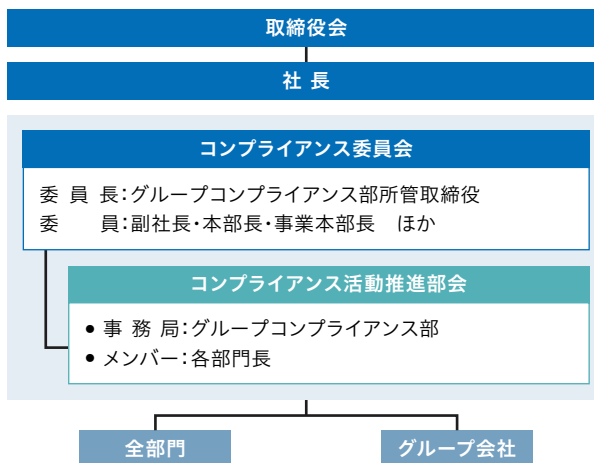 取締役会
社 長
コンプライアンス委員会
委 員 長:グループコンプライアンス部所管取締役
委　　員:副社長・本部長・事業本部長　ほか
コンプライアンス活動推進部会
● 事 務 局:グループコンプライアンス部
● メンバー:各部門長
全部門
グループ会社